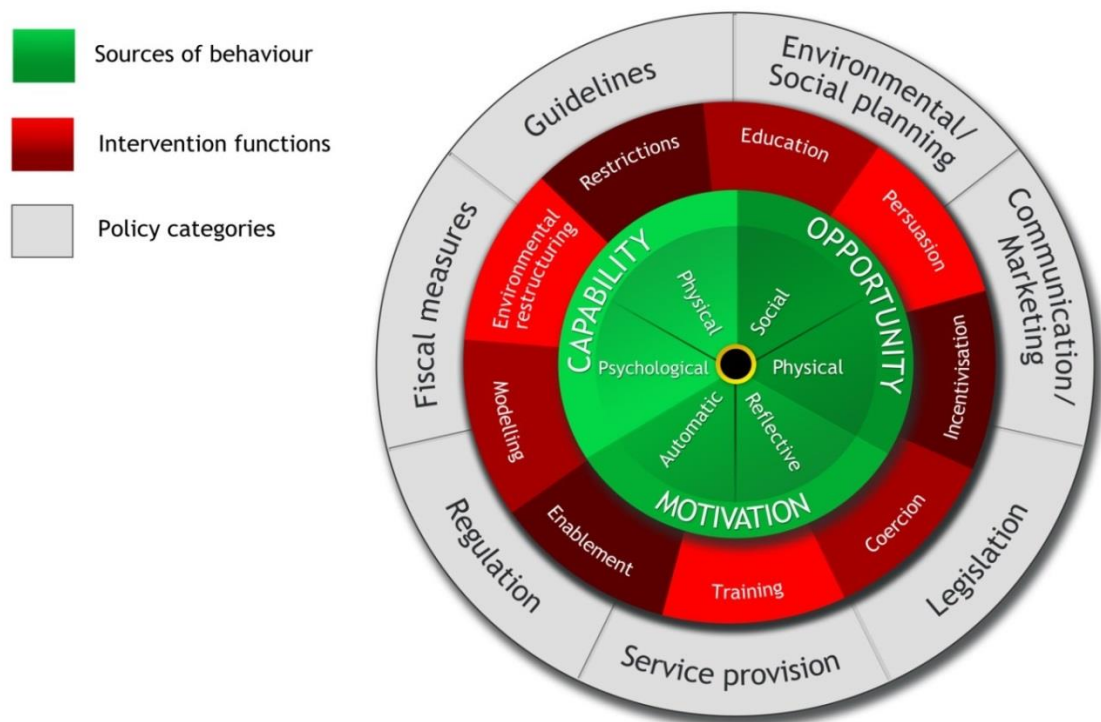 Sources of behaviour
Intervention functions
Policy categories
Guidelines
Environmental/
Social planning
Communication/
Marketing
Legislation
Service provision
Regulation
Fiscal measures
Restrictions
Education
Persuasion
Incentivisation
Coercion
Training
Enablement
Modelling
Environmental
restructuring
CAPABILITY
OPPORTUNITY
MOTIVATION
Physical
Social
Physical
Reflective
Automatic
Psychological